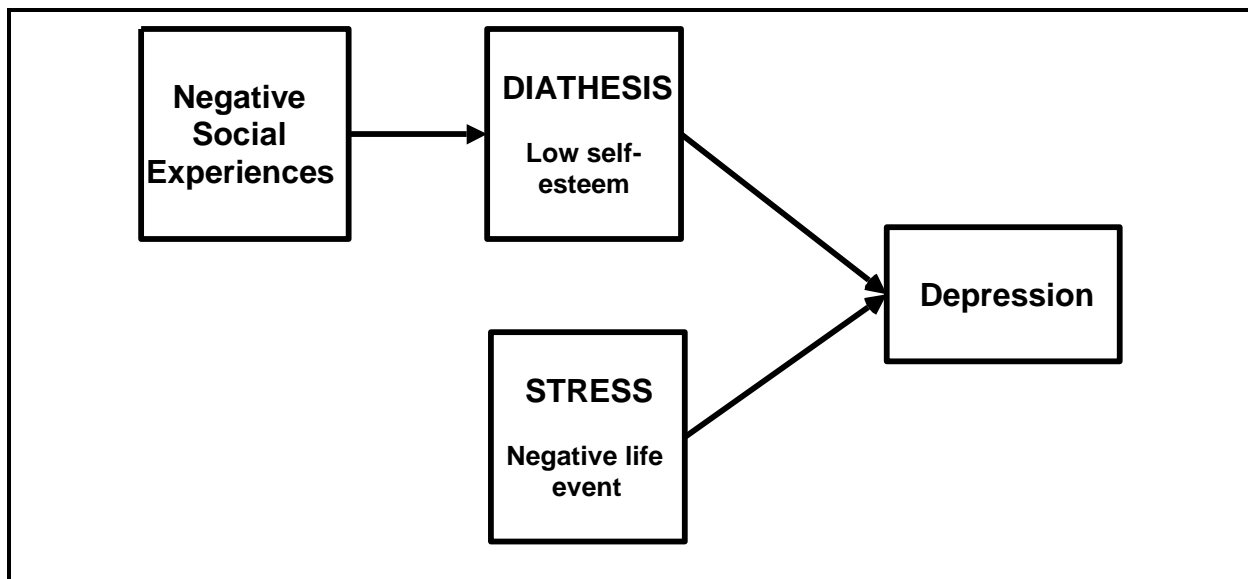 Negative
Social
Experiences
DIATHESIS
Low self-
esteem
STRESS
Negative life
event
Depression